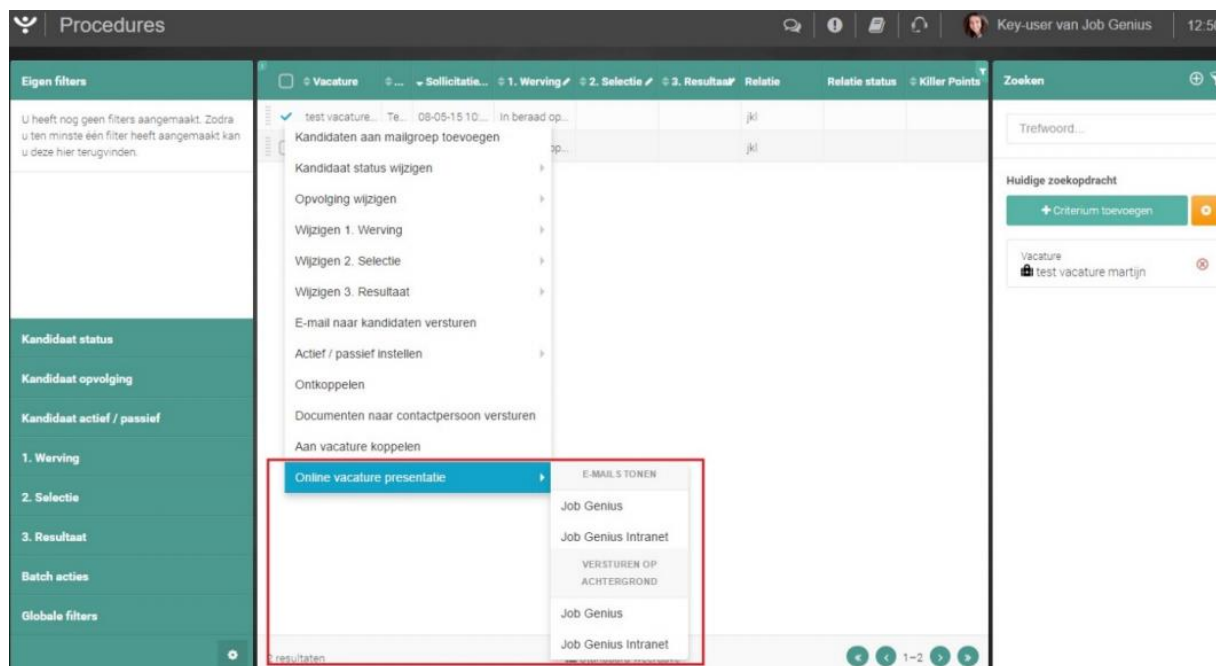 Procedures
Key-user van Job Genius
12:50
Eigen filters
U heeft nog geen filters aangemaakt. Zodra
u ten minste één filter heeft aangemaakt kan
u deze hier terugvinden.
Kandidaat status
Kandidaat opvolging
Kandidaat actief / passief
1. Werving
2. Selectie
3. Resultaat
Batch acties
Globale filters
Vacature ... Sollicitatie... 1. Werving 2. Selectie 3. Resultaat Relatie Relatie status Killer Points
test vacature... Te... 08-05-15 10:... In beraad op... jkl
op... jkl
Kandidaten aan mailgroep toevoegen
Kandidaat status wijzigen
Opvolging wijzigen
Wijzigen 1. Werving
Wijzigen 2. Selectie
Wijzigen 3. Resultaat
E-mail naar kandidaten versturen
Actief / passief instellen
Ontkoppelen
Documenten naar contactpersoon versturen
Aan vacature koppelen
Online vacature presentatie
E-MAILS TONEN
Job Genius
Job Genius Intranet
VERSTUREN OP
ACHTERGROND
Job Genius
Job Genius Intranet
resultaten
1–2
Zoeken
Trefwoord...
Huidige zoekopdracht
+ Criterium toevoegen
Vacature
test vacature martijn